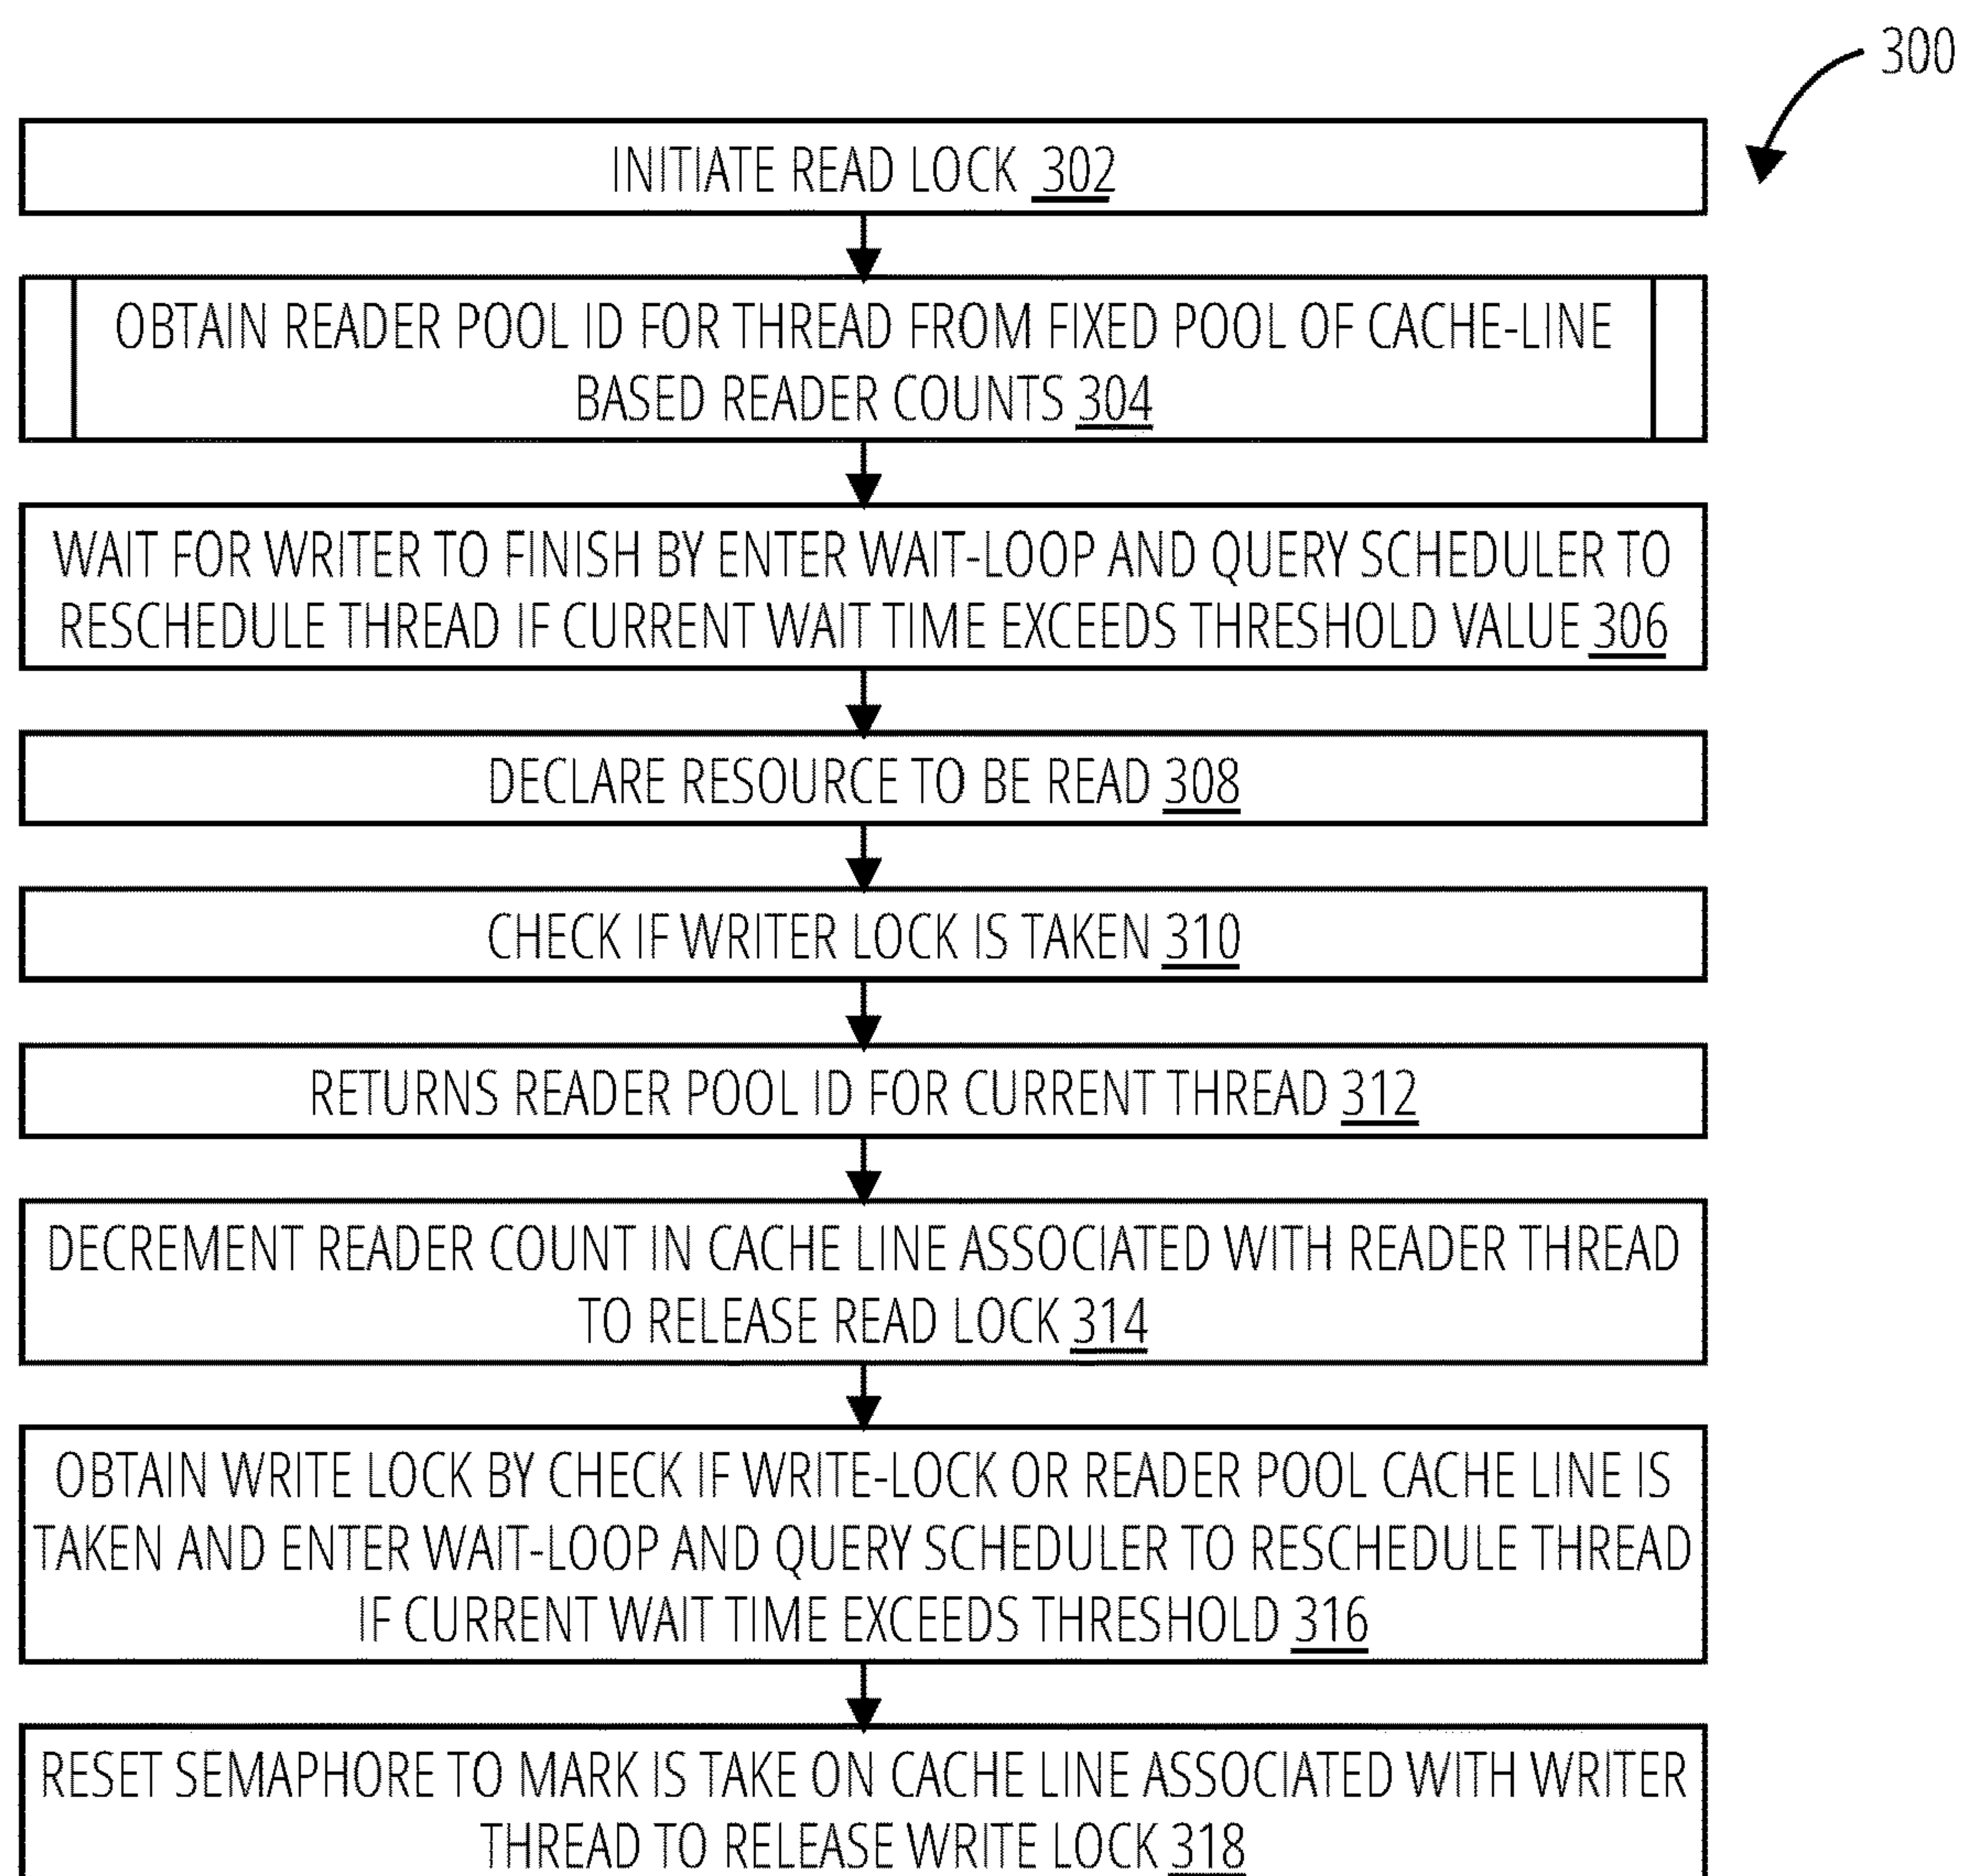 300
INITIATE READ LOCK 302
OBTAIN READER POOL ID FOR THREAD FROM FIXED POOL OF CACHE-LINE
BASED READER COUNTS 304
WAIT FOR WRITER TO FINISH BY ENTER WAIT-LOOP AND QUERY SCHEDULER TO
RESCHEDULE THREAD IF CURRENT WAIT TIME EXCEEDS THRESHOLD VALUE 306
DECLARE RESOURCE TO BE READ 308
CHECK IF WRITER LOCK IS TAKEN 310
RETURNS READER POOL ID FOR CURRENT THREAD 312
DECREMENT READER COUNT IN CACHE LINE ASSOCIATED WITH READER THREAD
TO RELEASE READ LOCK 314
OBTAIN WRITE LOCK BY CHECK IF WRITE-LOCK OR READER POOL CACHE LINE IS
TAKEN AND ENTER WAIT-LOOP AND QUERY SCHEDULER TO RESCHEDULE THREAD
IF CURRENT WAIT TIME EXCEEDS THRESHOLD 316
RESET SEMAPHORE TO MARK IS TAKE ON CACHE LINE ASSOCIATED WITH WRITER
THREAD TO RELEASE WRITE LOCK 318